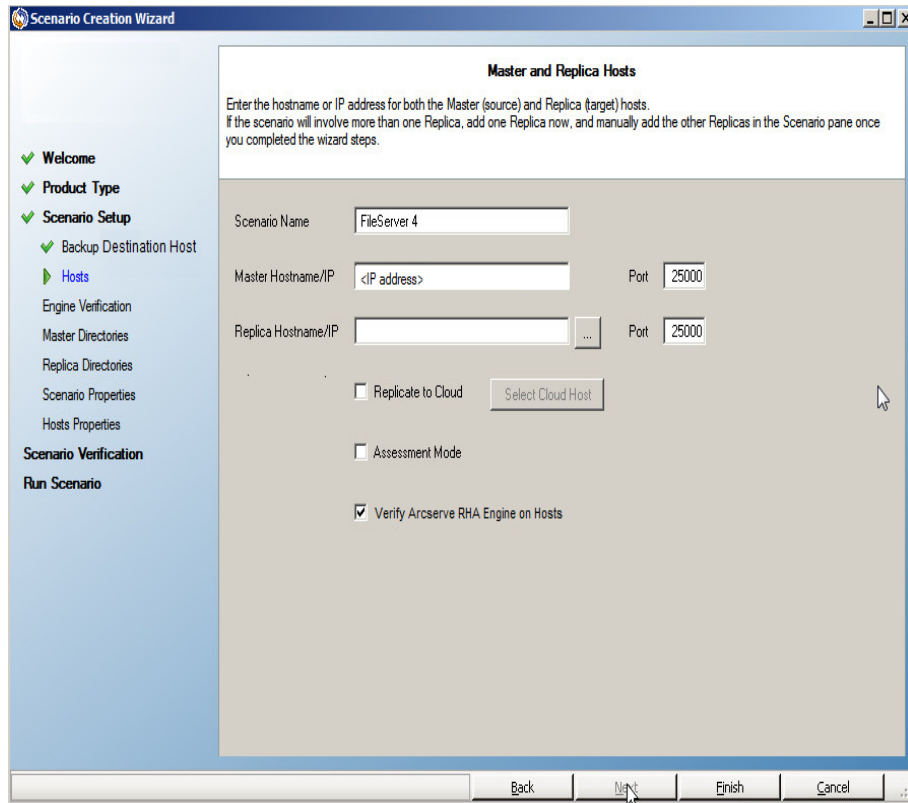 Scenario Creation Wizard
Master and Replica Hosts
Enter the hostname or IP address for both the Master (source) and Replica (target) hosts.
If the scenario will involve more than one Replica, add one Replica now, and manually add the other Replicas in the Scenario pane once
you completed the wizard steps.
Welcome
Product Type
Scenario Setup
Backup Destination Host
Hosts
Engine Verification
Master Directories
Replica Directories
Scenario Properties
Hosts Properties
Scenario Verification
Run Scenario
Scenario Name FileServer 4
Master Hostname/IP <IP address> Port 25000
Replica Hostname/IP ... Port 25000
Replicate to Cloud Select Cloud Host
Assessment Mode
Verify Arcserve RHA Engine on Hosts
Back Next Finish Cancel